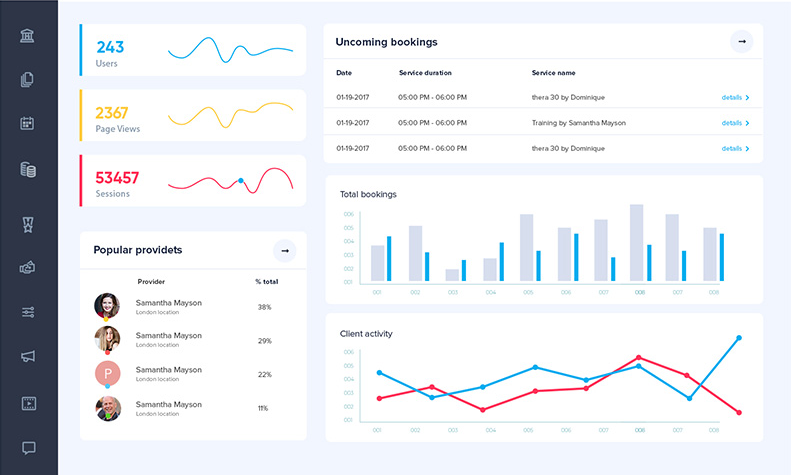 243
Users
2367
Page Views
53457
Sessions
Popular providets
Provider % total
Samantha Mayson
London location
38%
Samantha Mayson
London location
29%
P
Samantha Mayson
London location
22%
Samantha Mayson
London location
11%
Uncoming bookings
Date Service duration Service name
01-19-2017 05:00 PM - 06:00 PM thera 30 by Dominique details
01-19-2017 05:00 PM - 06:00 PM Training by Samantha Mayson details
01-19-2017 05:00 PM - 06:00 PM thera 30 by Dominique details
Total bookings
006
005
004
003
002
001
001 002 003 004 005 006 007 008 007 008
Client activity
006
005
004
003
002
001
001 002 003 004 005 006 007 008 007 008